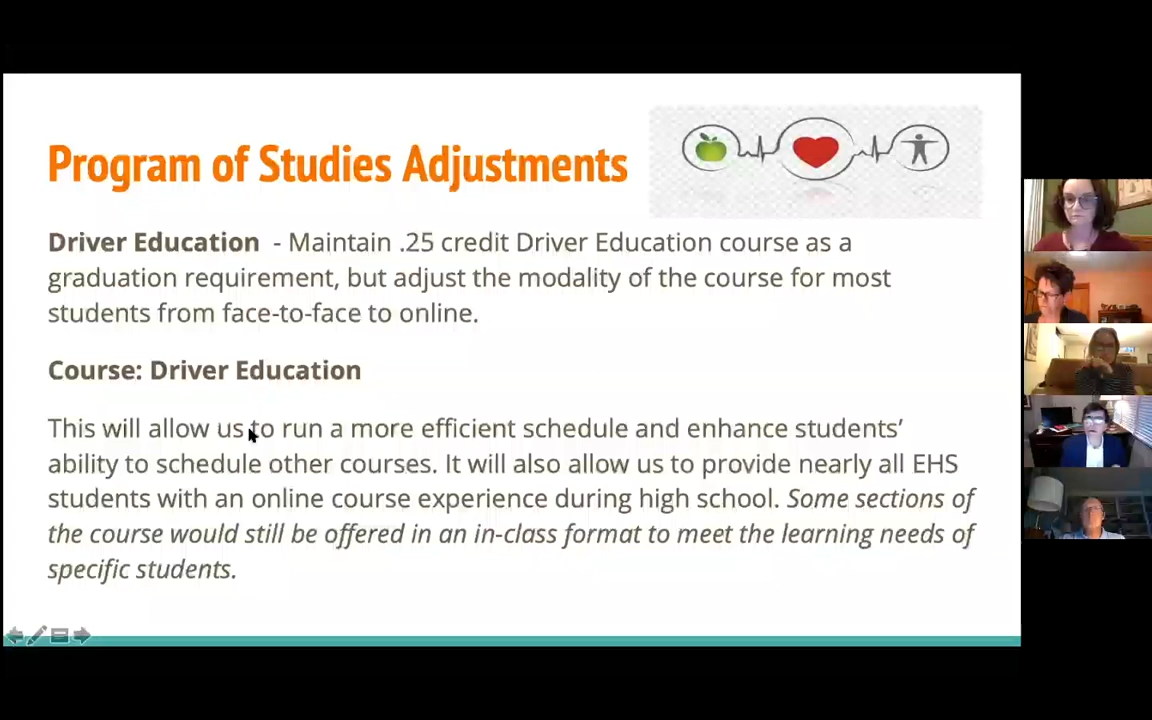 Program of Studies Adjustments
Driver Education - Maintain .25 credit Driver Education course as a
graduation requirement, but adjust the modality of the course for most
students from face-to-face to online.
Course: Driver Education
This will allow us to run a more efficient schedule and enhance students’
ability to schedule other courses. It will also allow us to provide nearly all EHS
students with an online course experience during high school. Some sections of
the course would still be offered in an in-class format to meet the learning needs of
specific students.